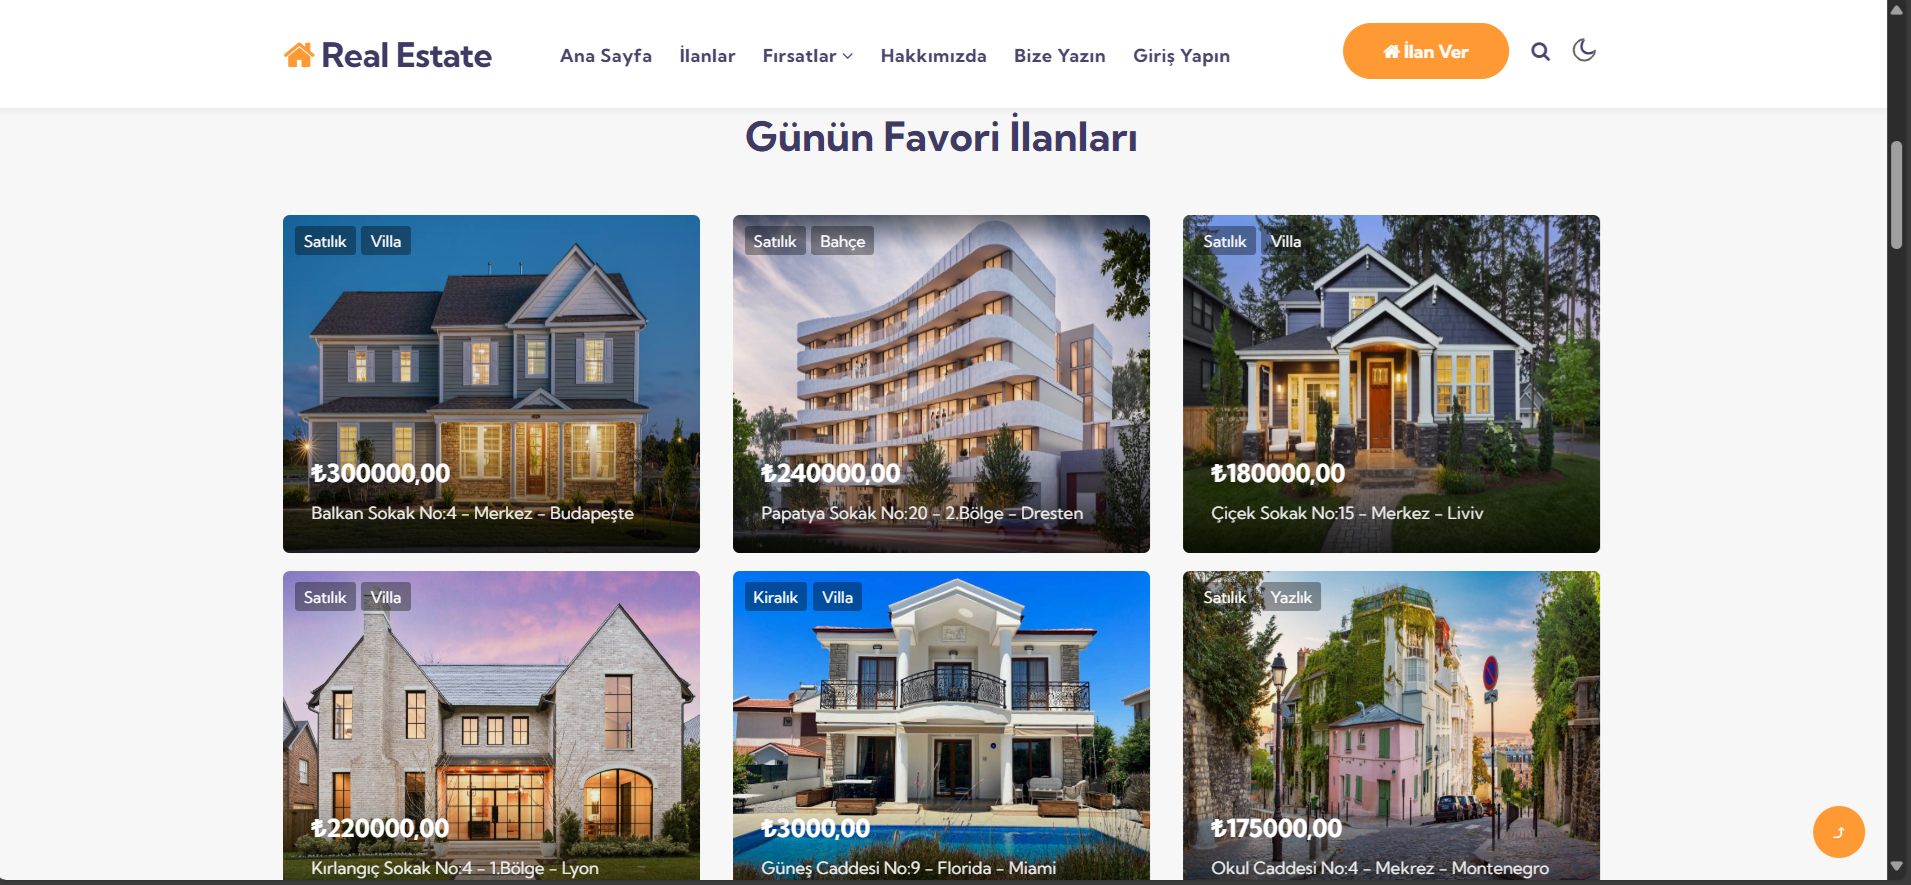 Real Estate
Ana Sayfa İlanlar Fırsatlar Hakkımızda Bize Yazın Giriş Yapın
İlan Ver
Günün Favori İlanları
Satılık Villa
₺300000,00
Balkan Sokak No:4 - Merkez - Budapeşte
Satılık Bahçe
₺240000,00
Papatya Sokak No:20 - 2.Bölge - Dresten
Satılık Villa
₺180000,00
Çiçek Sokak No:15 - Merkez - Liviv
Satılık Villa
₺220000,00
Kırlangıç Sokak No:4 - 1.Bölge - Lyon
Kiralık Villa
₺3000,00
Güneş Caddesi No:9 - Florida - Miami
Satılık Yazlık
₺175000,00
Okul Caddesi No:4 - Mekrez - Montenegro